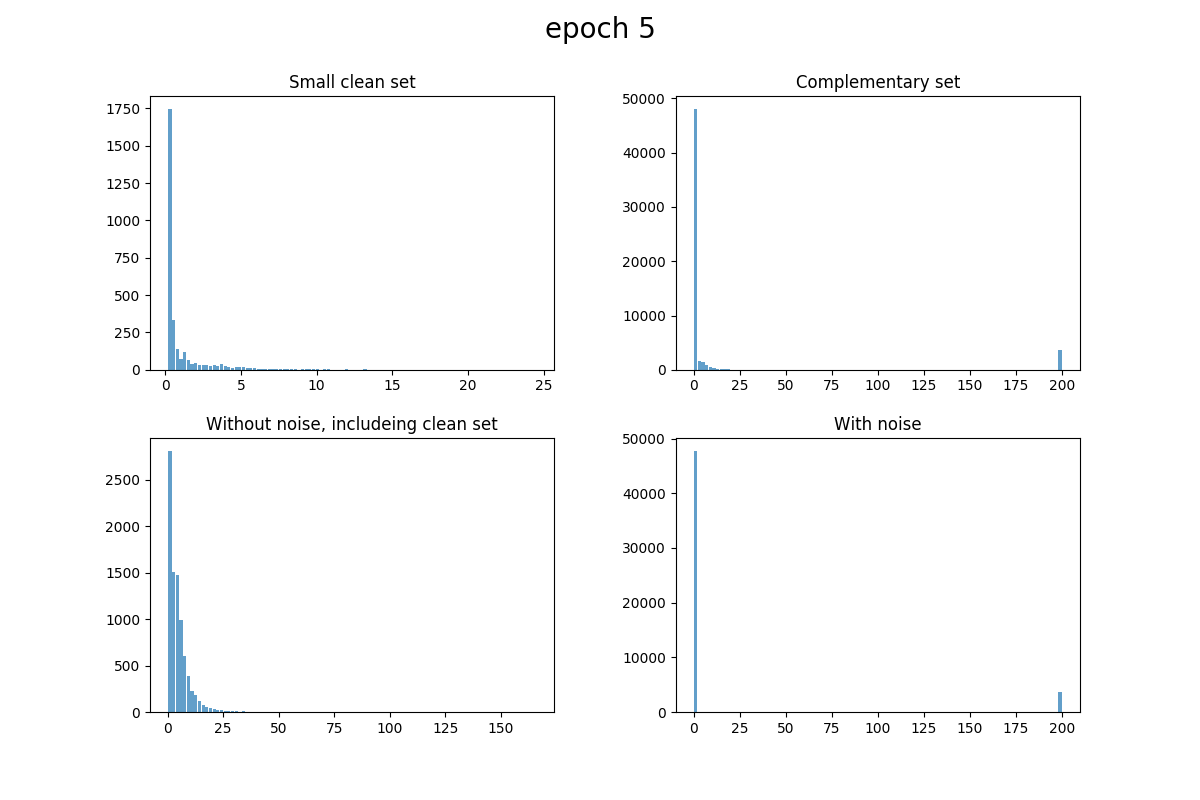 epoch 5
Small clean set
1750
1500
1250
1000
750
500
250
0
0 5 10 15 20 25
Complementary set
50000
40000
30000
20000
10000
0
0 25 50 75 100 125 150 175 200
Without noise, includeing clean set
2500
2000
1500
1000
500
0
0 25 50 75 100 125 150
With noise
50000
40000
30000
20000
10000
0
0 25 50 75 100 125 150 175 200